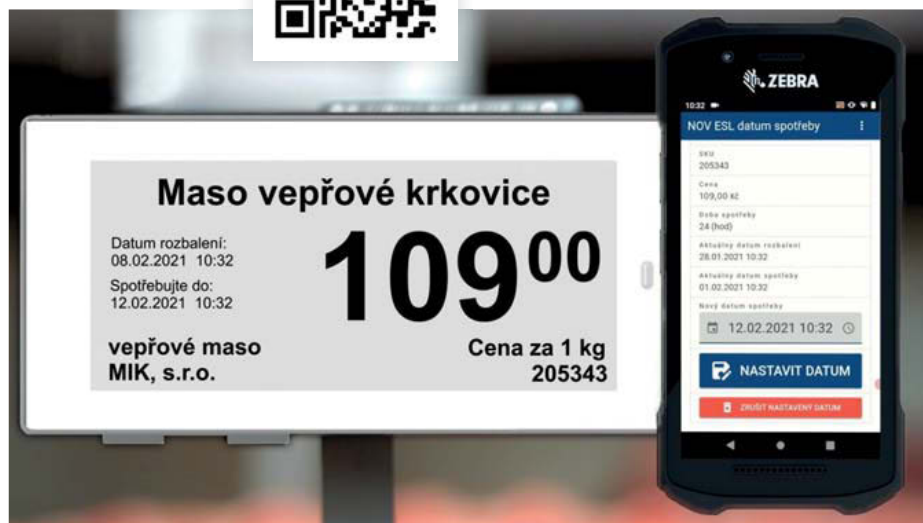 Maso vepřové krkovice
Datum rozbalení:
08.02.2021 10:32
Spotřebujte do:
12.02.2021 10:32
109⁰⁰
vepřové maso
MIK, s.r.o.
Cena za 1 kg
205343
ZEBRA
10:32
NOV ESL datum spotřeby
SKU
205343
Cena
109,00 Kč
Doba spotřeby
24 (hod)
Aktuálny datum rozbalení
28.01.2021 10:32
Aktuálny datum spotřeby
01.02.2021 10:32
Nový datum spotřeby
12.02.2021 10:32
NASTAVIT DATUM
ZRUŠIT NASTAVENÝ DATUM